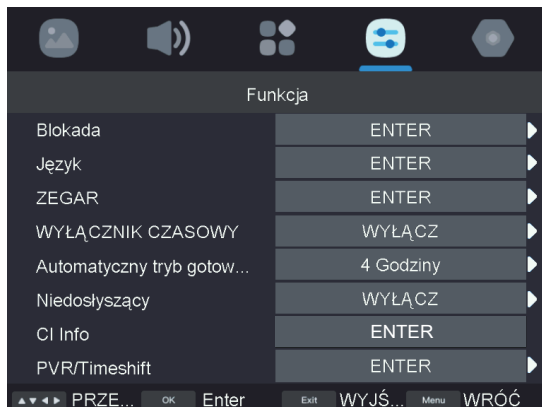 Funkcja
Blokada ENTER
Język ENTER
ZEGAR ENTER
WYŁĄCZNIK CZASOWY WYŁĄCZ
Automatyczny tryb gotow... 4 Godziny
Niedosłyszący WYŁĄCZ
CI Info ENTER
PVR/Timeshift ENTER
PRZE... OK Enter Exit WYJŚ... Menu WRÓĆ